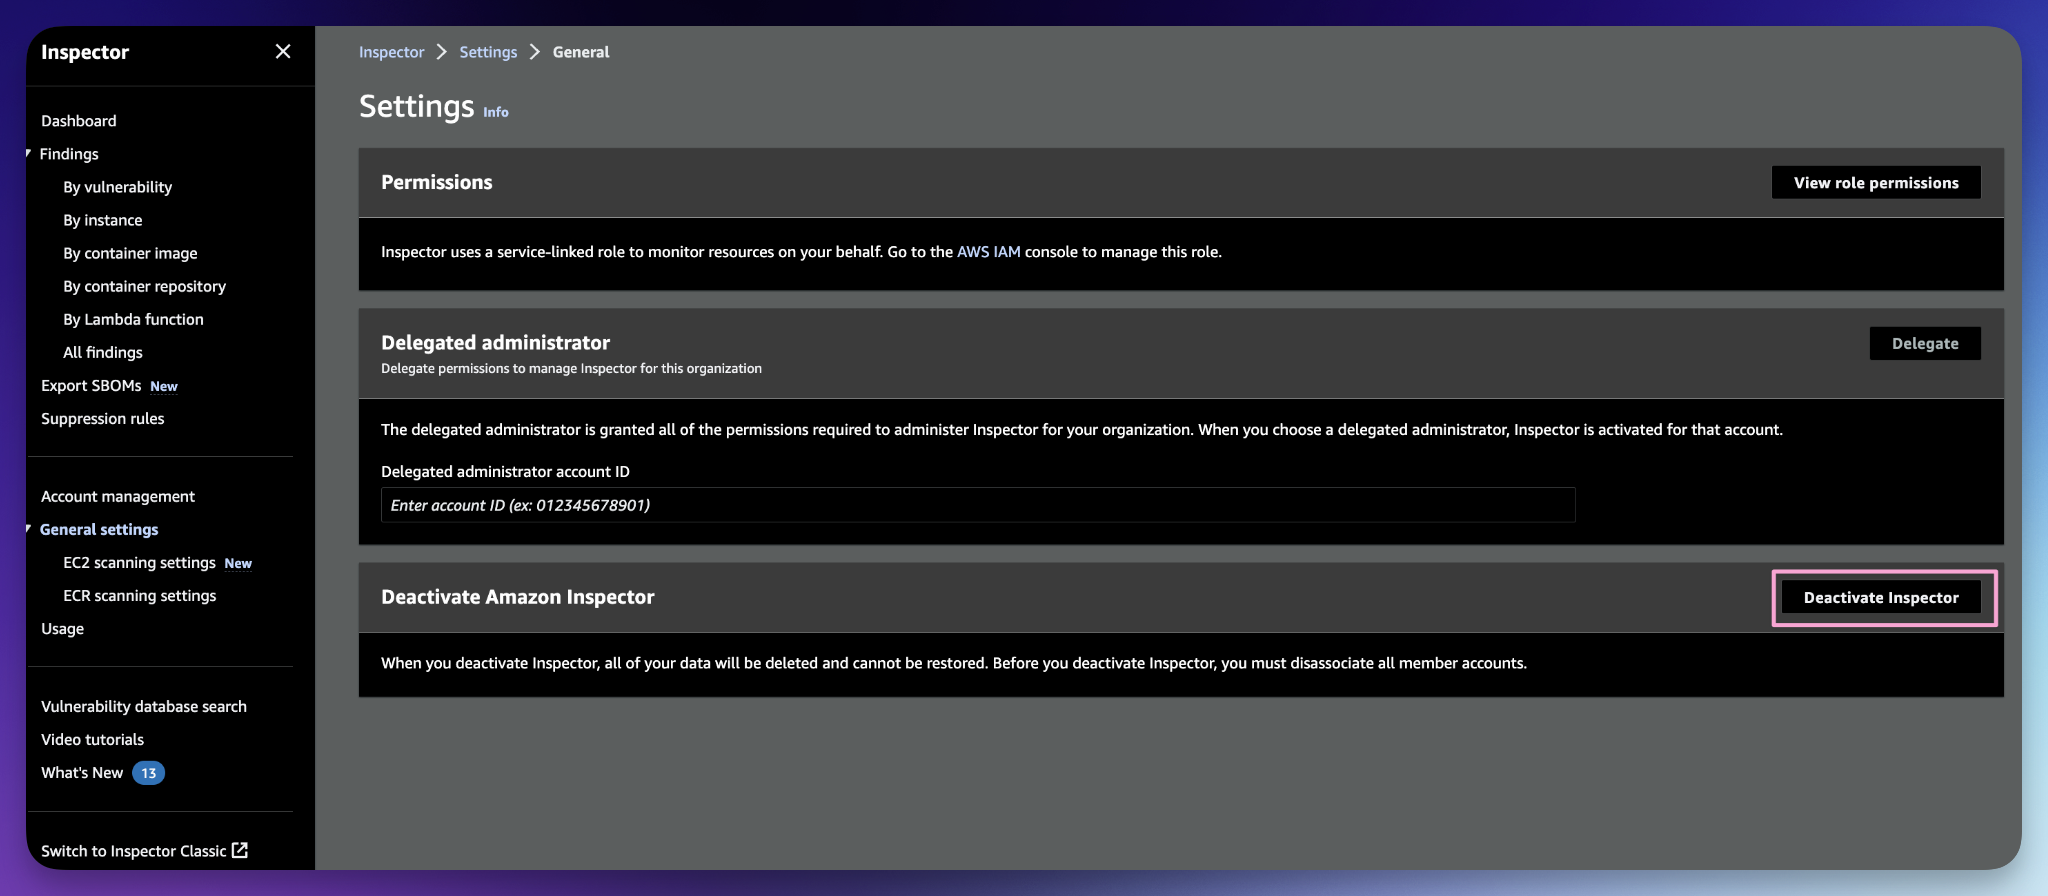 Inspector
Dashboard
Findings
By vulnerability
By instance
By container image
By container repository
By Lambda function
All findings
Export SBOMs New
Suppression rules
Account management
General settings
EC2 scanning settings New
ECR scanning settings
Usage
Vulnerability database search
Video tutorials
What's New 13
Switch to Inspector Classic
Inspector > Settings > General
Settings Info
Permissions
View role permissions
Inspector uses a service-linked role to monitor resources on your behalf. Go to the AWS IAM console to manage this role.
Delegated administrator
Delegate permissions to manage Inspector for this organization
Delegate
The delegated administrator is granted all of the permissions required to administer Inspector for your organization. When you choose a delegated administrator, Inspector is activated for that account.
Delegated administrator account ID
Enter account ID (ex: 012345678901)
Deactivate Amazon Inspector
Deactivate Inspector
When you deactivate Inspector, all of your data will be deleted and cannot be restored. Before you deactivate Inspector, you must disassociate all member accounts.